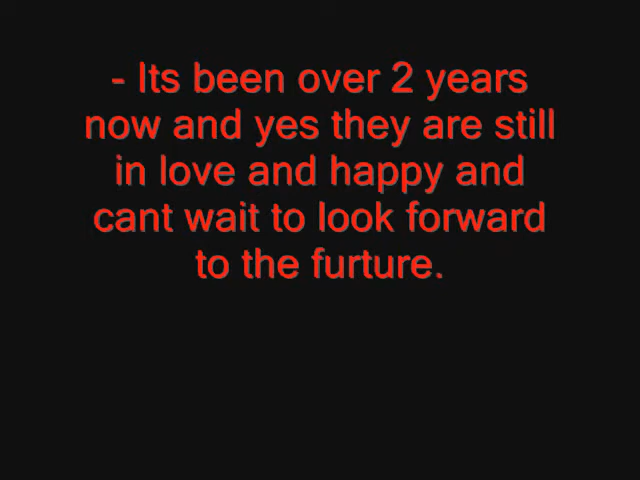 - Its been over 2 years
now and yes they are still
in love and happy and
cant wait to look forward
to the furture.